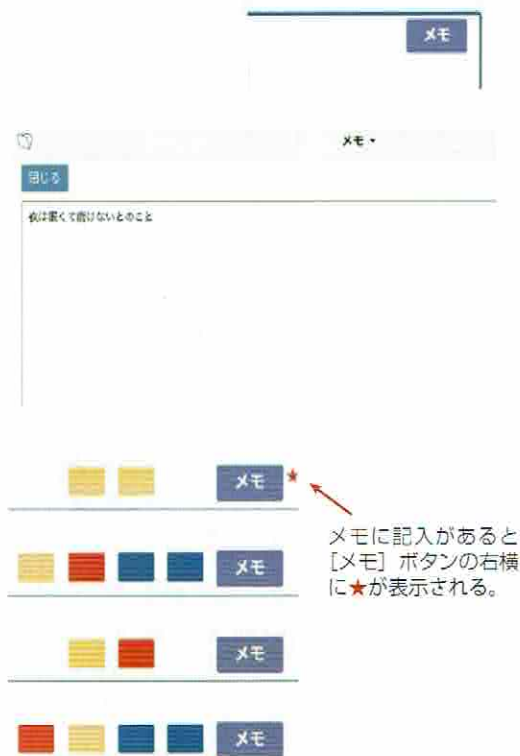 メモ
メモ
閉じる
夜は眠くて磨けないとのこと
メモ ★
メモに記入があると
[メモ] ボタンの右横
に★が表示される。
メモ
メモ
メモ